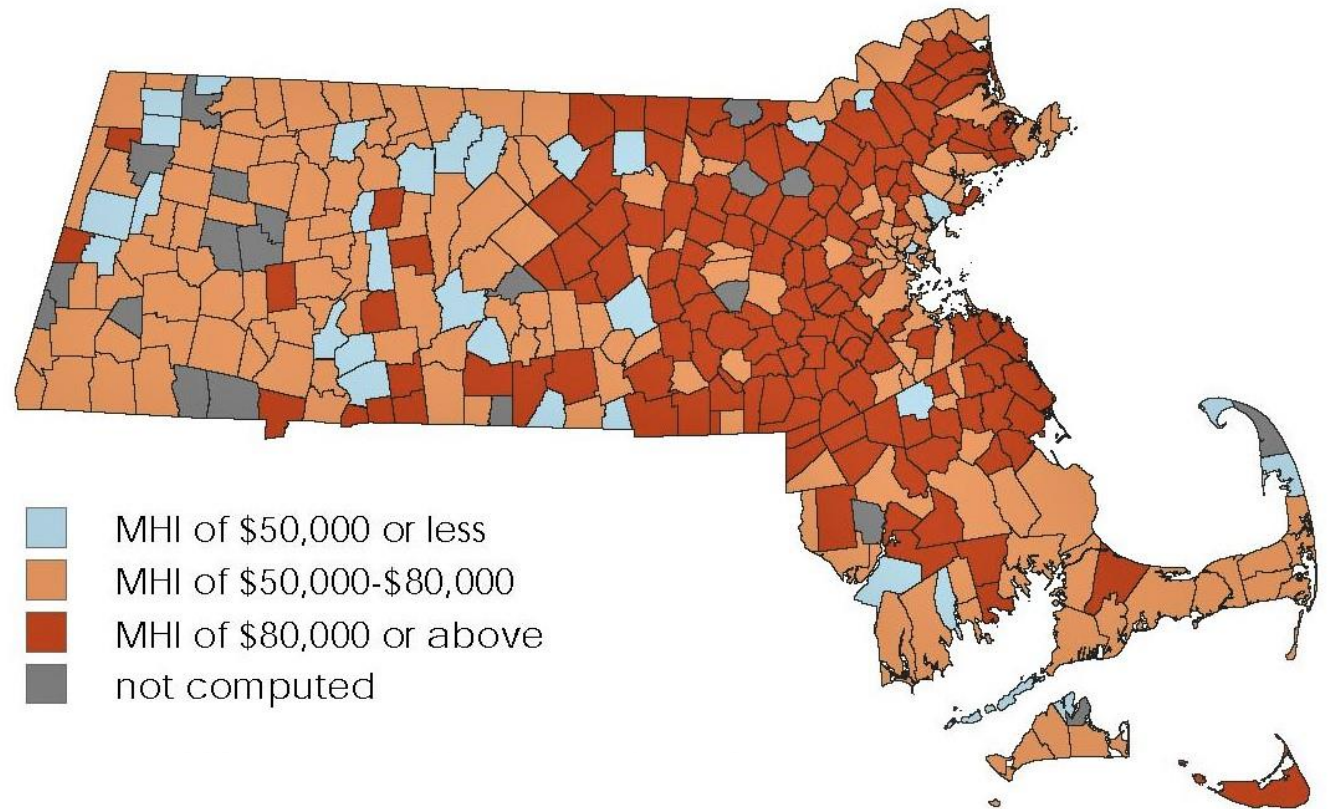 MHI of $50,000 or less
MHI of $50,000-$80,000
MHI of $80,000 or above
not computed